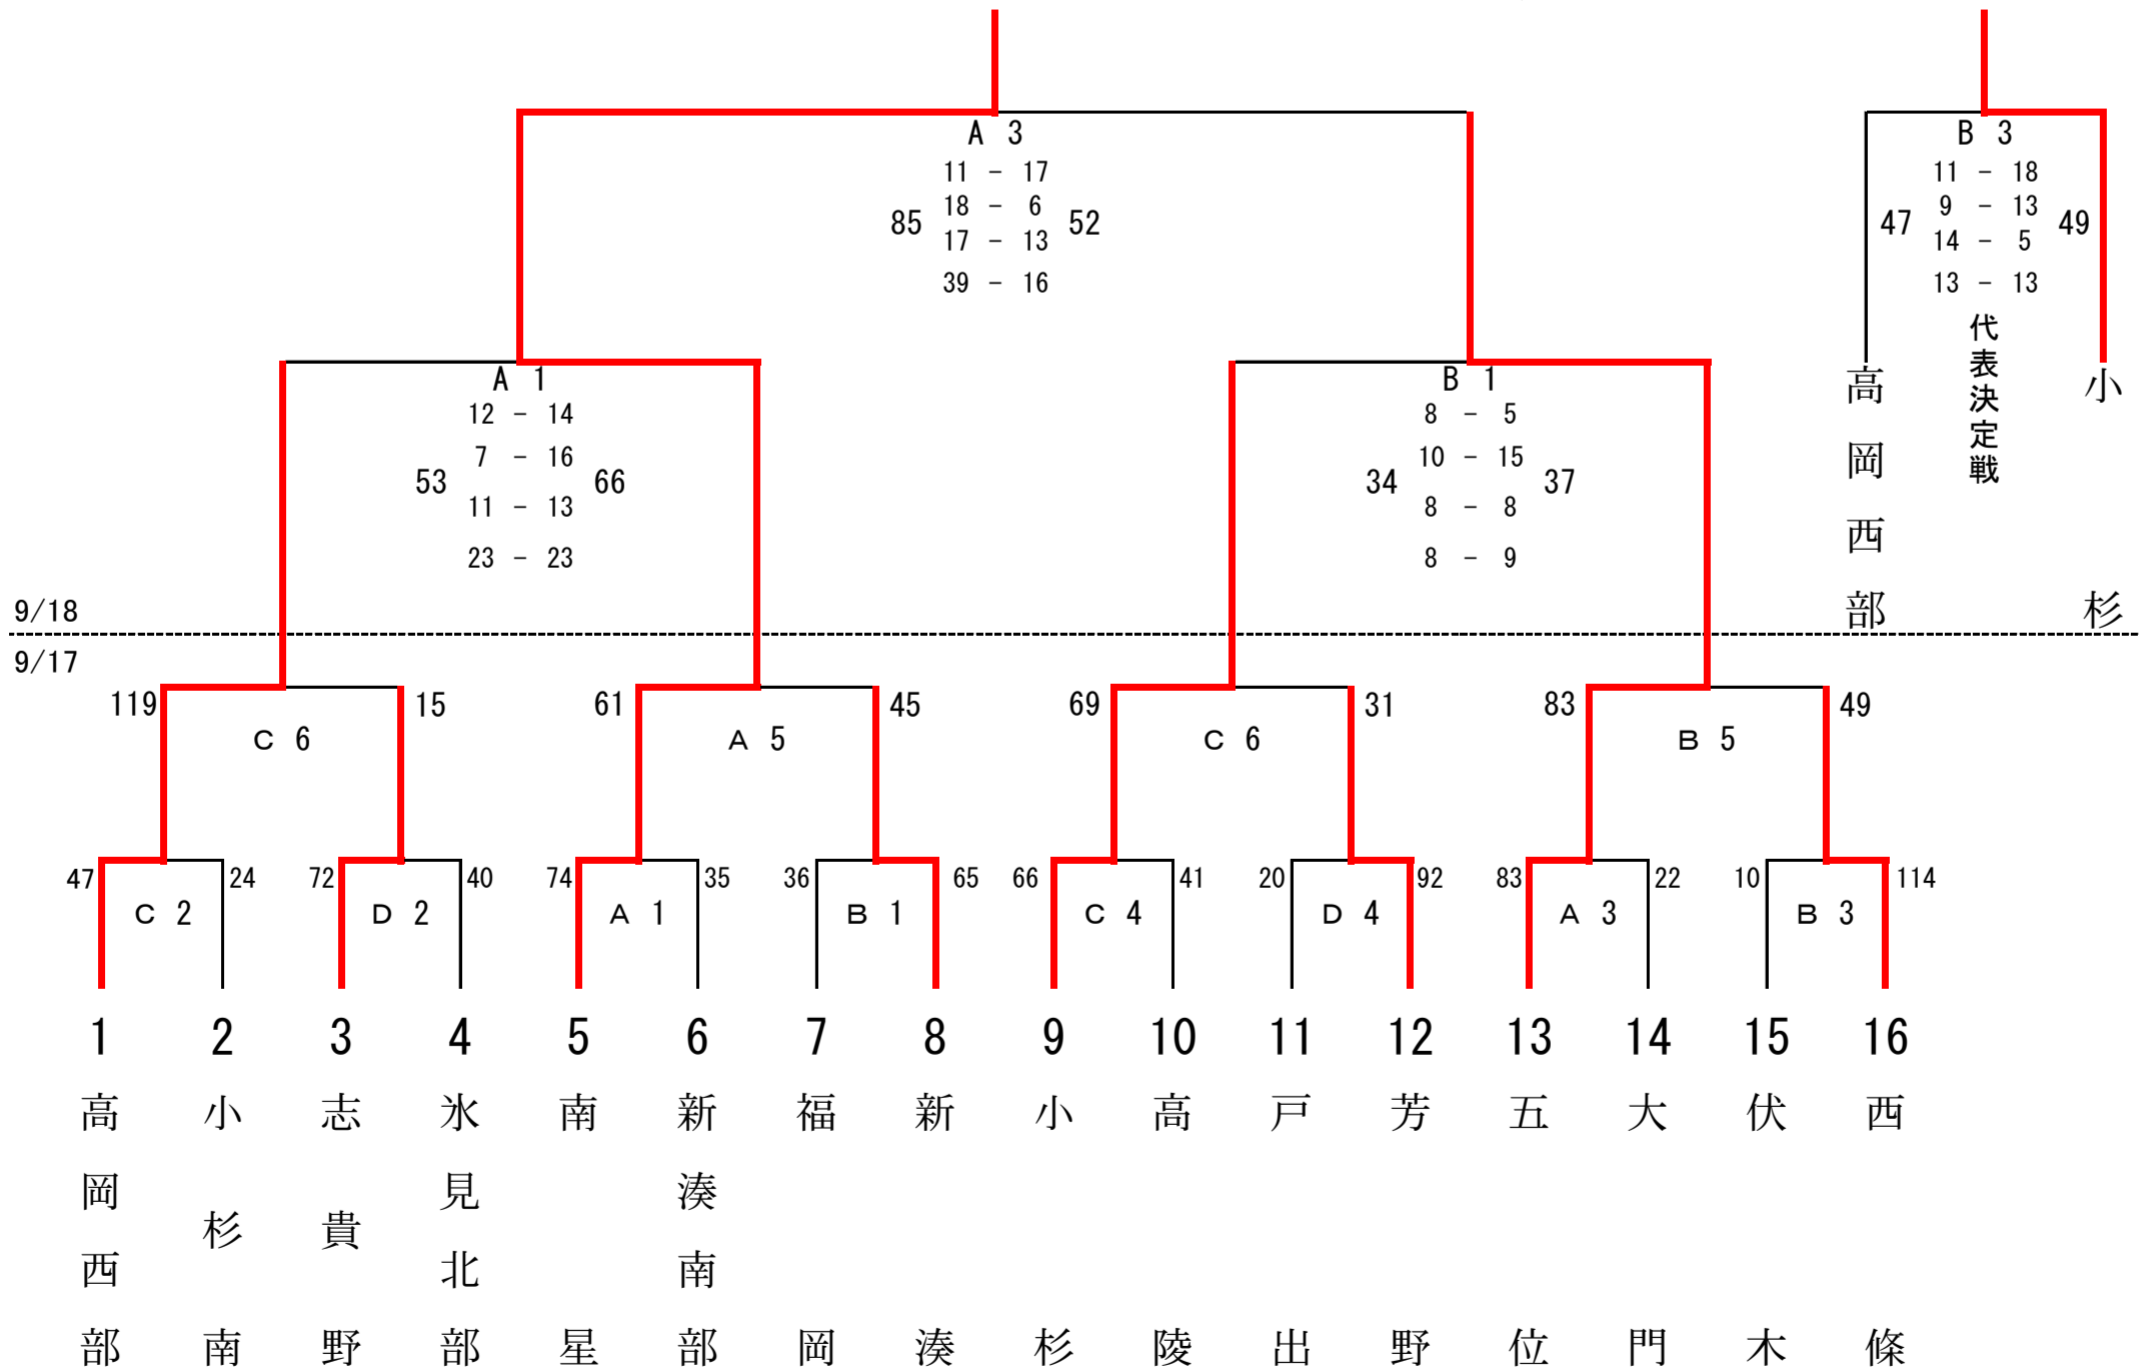 A 3
B 3
11 - 17
18 - 6
85 52
17 - 13
39 - 16
11 - 18
9 - 13
47 49
14 - 5
13 - 13
代表決定戦
高岡西部
小杉
A 1
12 - 14
7 - 16
53 66
11 - 13
23 - 23
B 1
8 - 5
10 - 15
34 37
8 - 8
8 - 9
9/18
9/17
119 15 61 45 69 31 83 49
C 6 A 5 C 6 B 5
47 24 72 40 74 35 36 65 66 41 20 92 83 22 10 114
C 2 D 2 A 1 B 1 C 4 D 4 A 3 B 3
1 2 3 4 5 6 7 8 9 10 11 12 13 14 15 16
高岡西部
小杉南
志貴野
氷見北部
南星
新湊南部
福岡
新湊
小杉
高陵
戸出
芳野
五位
大門
伏木
西條